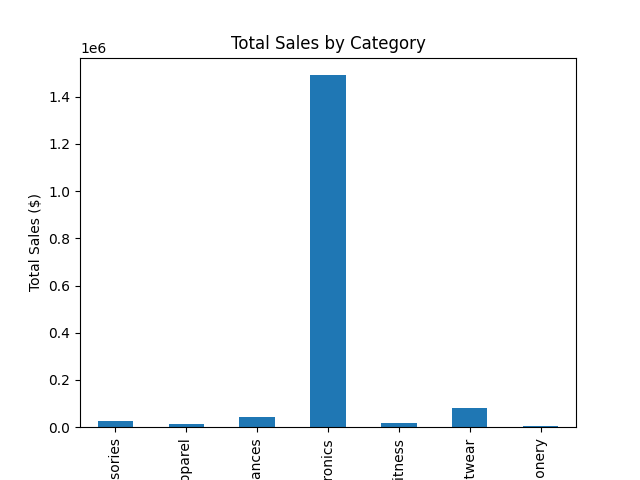 Total Sales by Category
1e6
Total Sales ($)
1.4
1.2
1.0
0.8
0.6
0.4
0.2
0.0
sories
pparel
ances
ronics
itness
twear
onery